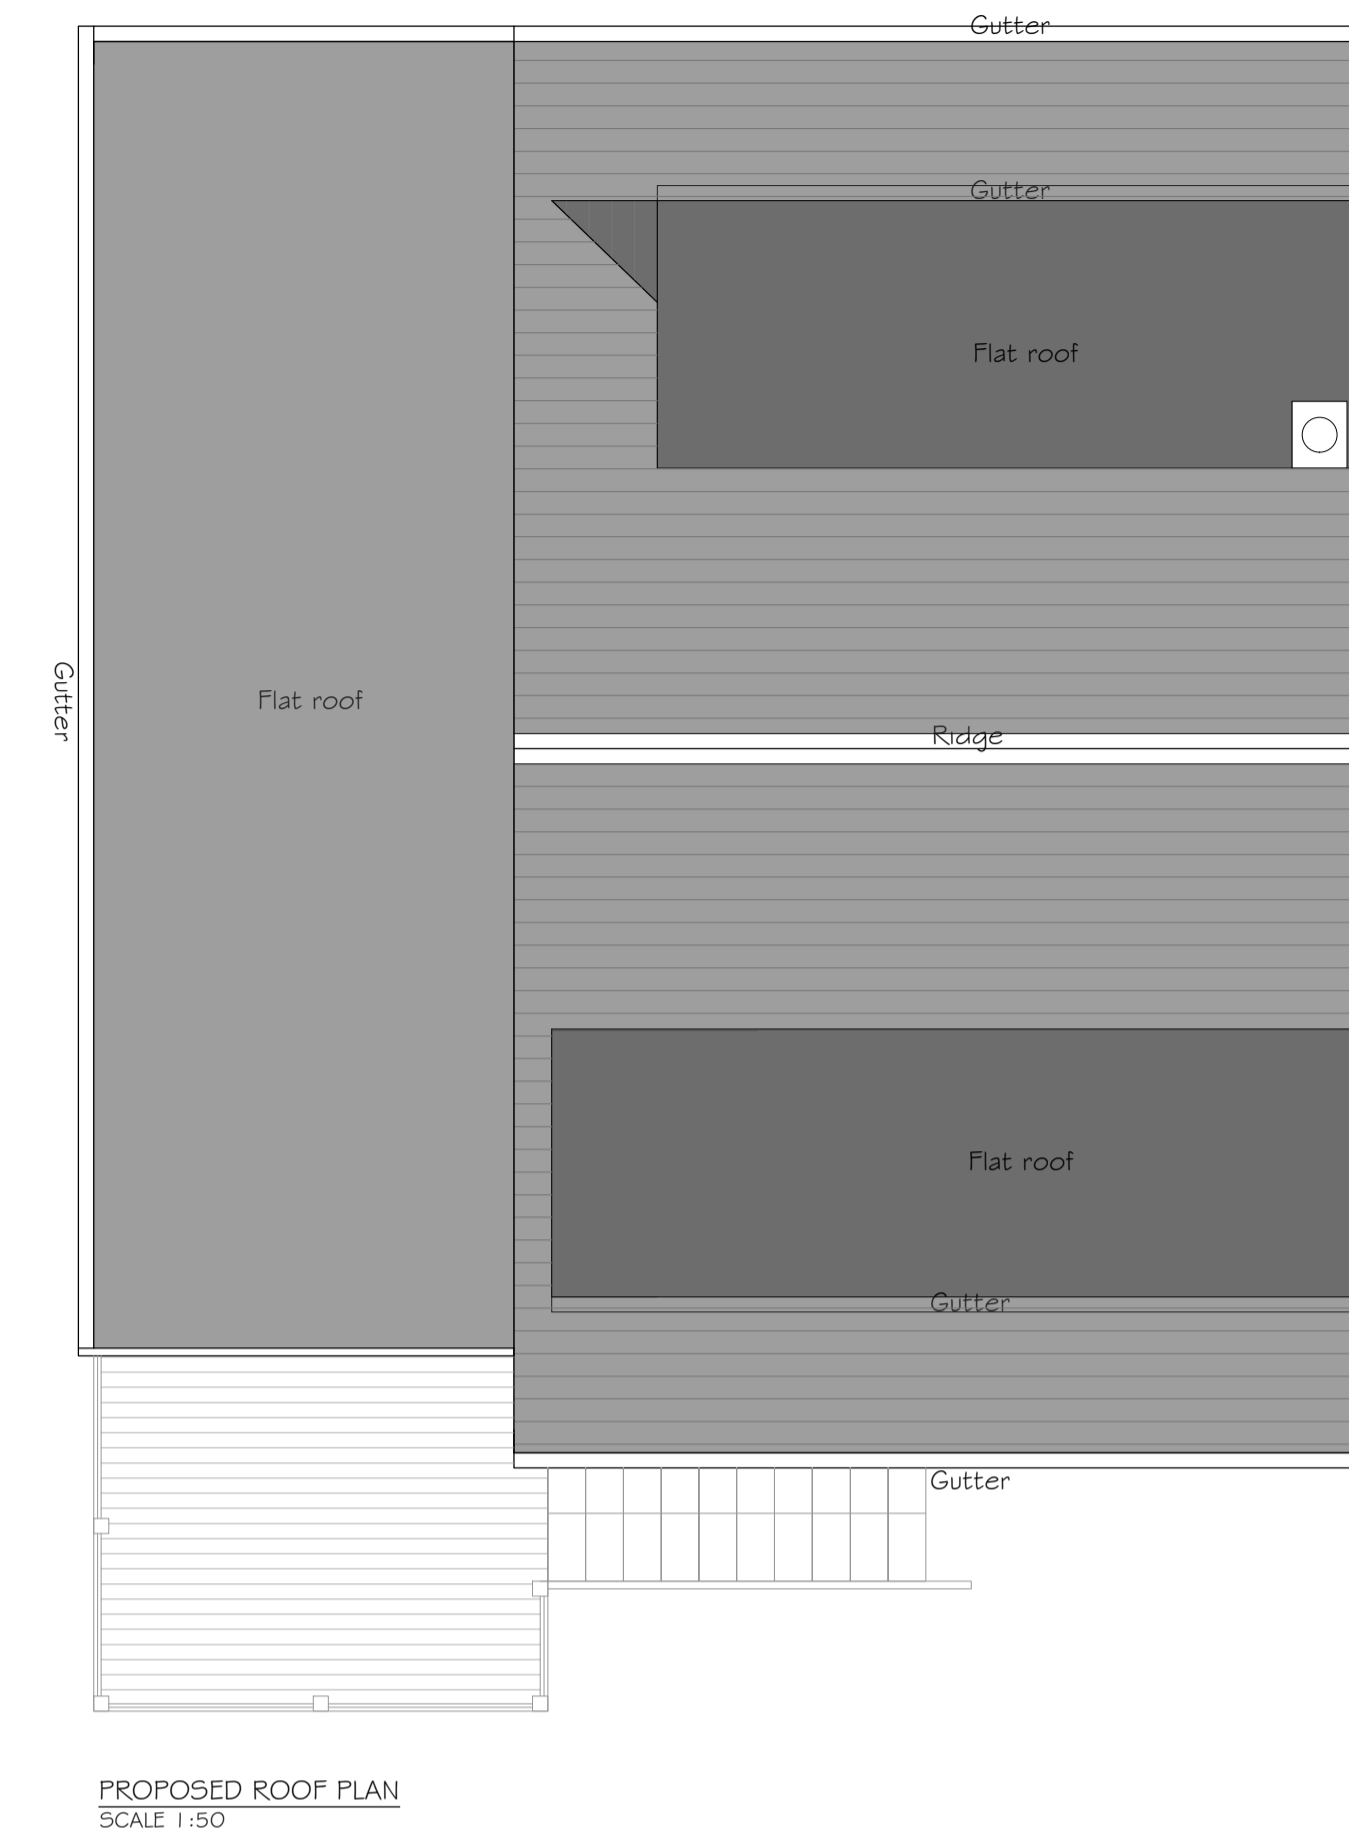 Gutter
Gutter
Flat roof
Gutter
Flat roof
Ridge
Flat roof
Gutter
Gutter
PROPOSED ROOF PLAN
SCALE 1:50